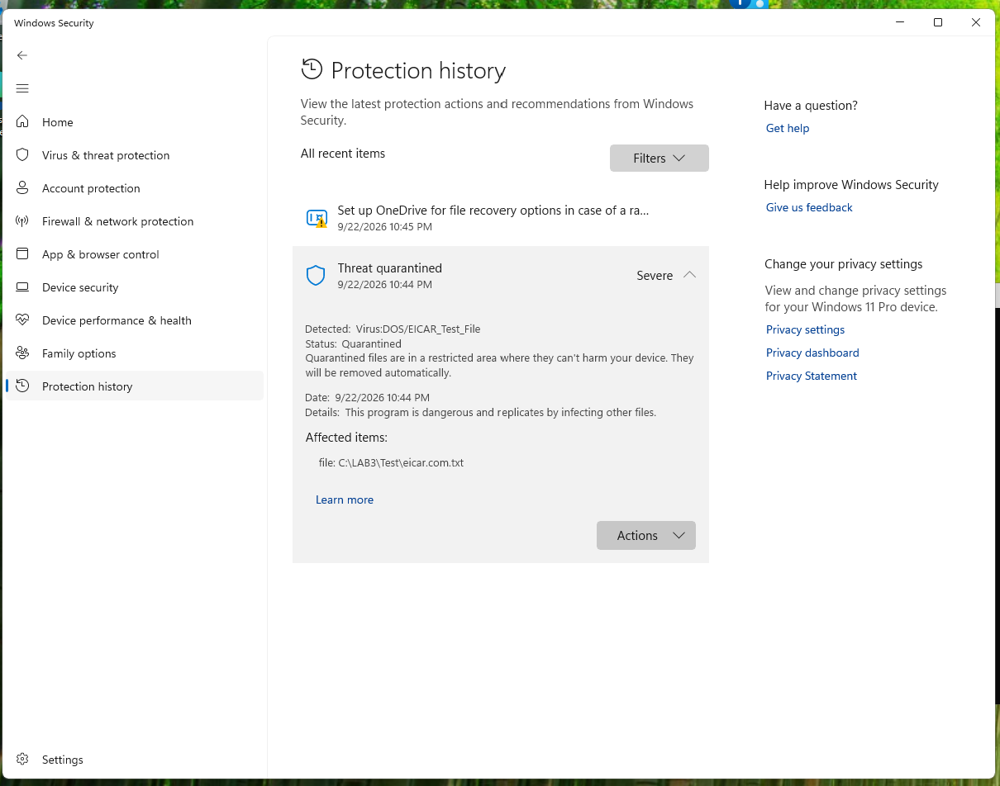 Windows Security
Home
Virus & threat protection
Account protection
Firewall & network protection
App & browser control
Device security
Device performance & health
Family options
Protection history
Settings
Protection history
View the latest protection actions and recommendations from Windows
Security.
All recent items
Filters
Set up OneDrive for file recovery options in case of a ra...
9/22/2026 10:45 PM
Threat quarantined
9/22/2026 10:44 PM
Severe
Detected: Virus:DOS/EICAR_Test_File
Status: Quarantined
Quarantined files are in a restricted area where they can't harm your device. They
will be removed automatically.
Date: 9/22/2026 10:44 PM
Details: This program is dangerous and replicates by infecting other files.
Affected items:
file: C:\LAB3\Test\eicar.com.txt
Learn more
Actions
Have a question?
Get help
Help improve Windows Security
Give us feedback
Change your privacy settings
View and change privacy settings
for your Windows 11 Pro device.
Privacy settings
Privacy dashboard
Privacy Statement